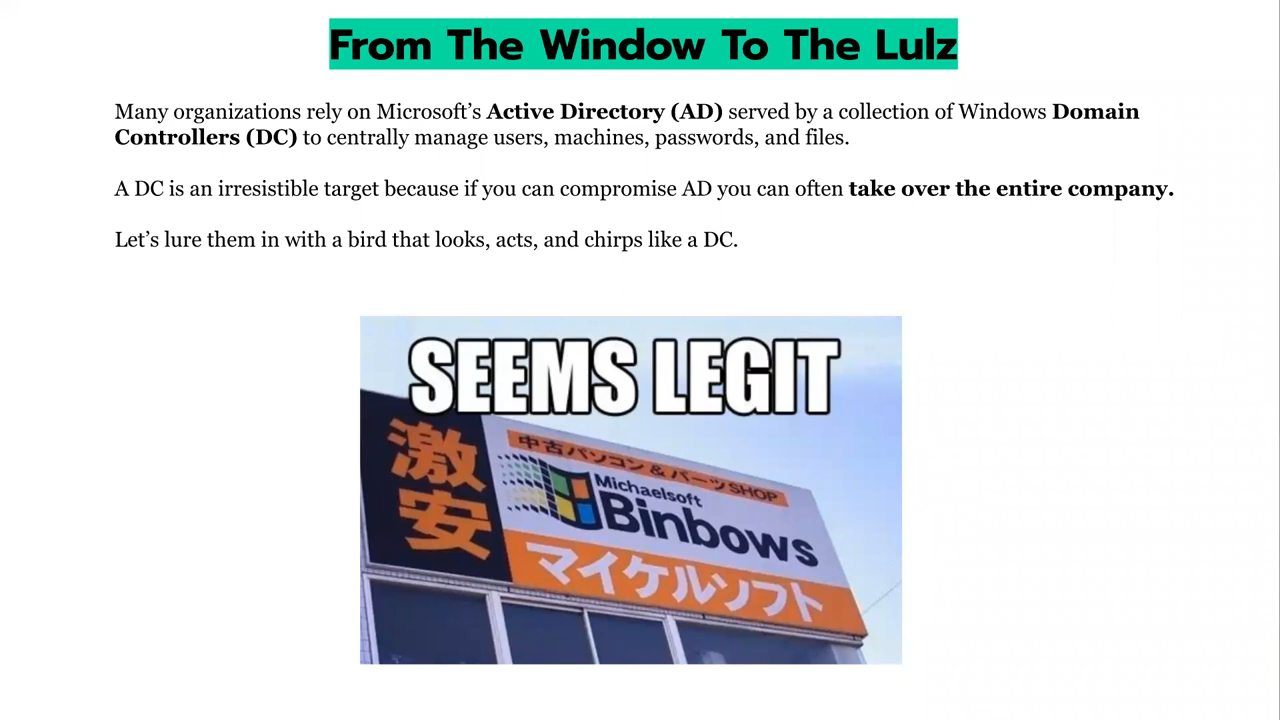 From The Window To The Lulz
Many organizations rely on Microsoft’s Active Directory (AD) served by a collection of Windows Domain
Controllers (DC) to centrally manage users, machines, passwords, and files.
A DC is an irresistible target because if you can compromise AD you can often take over the entire company.
Let’s lure them in with a bird that looks, acts, and chirps like a DC.
SEEMS LEGIT
激安
中古パソコン&パーツSHOP
Michaelsoft
Binbows
マイケルソフト